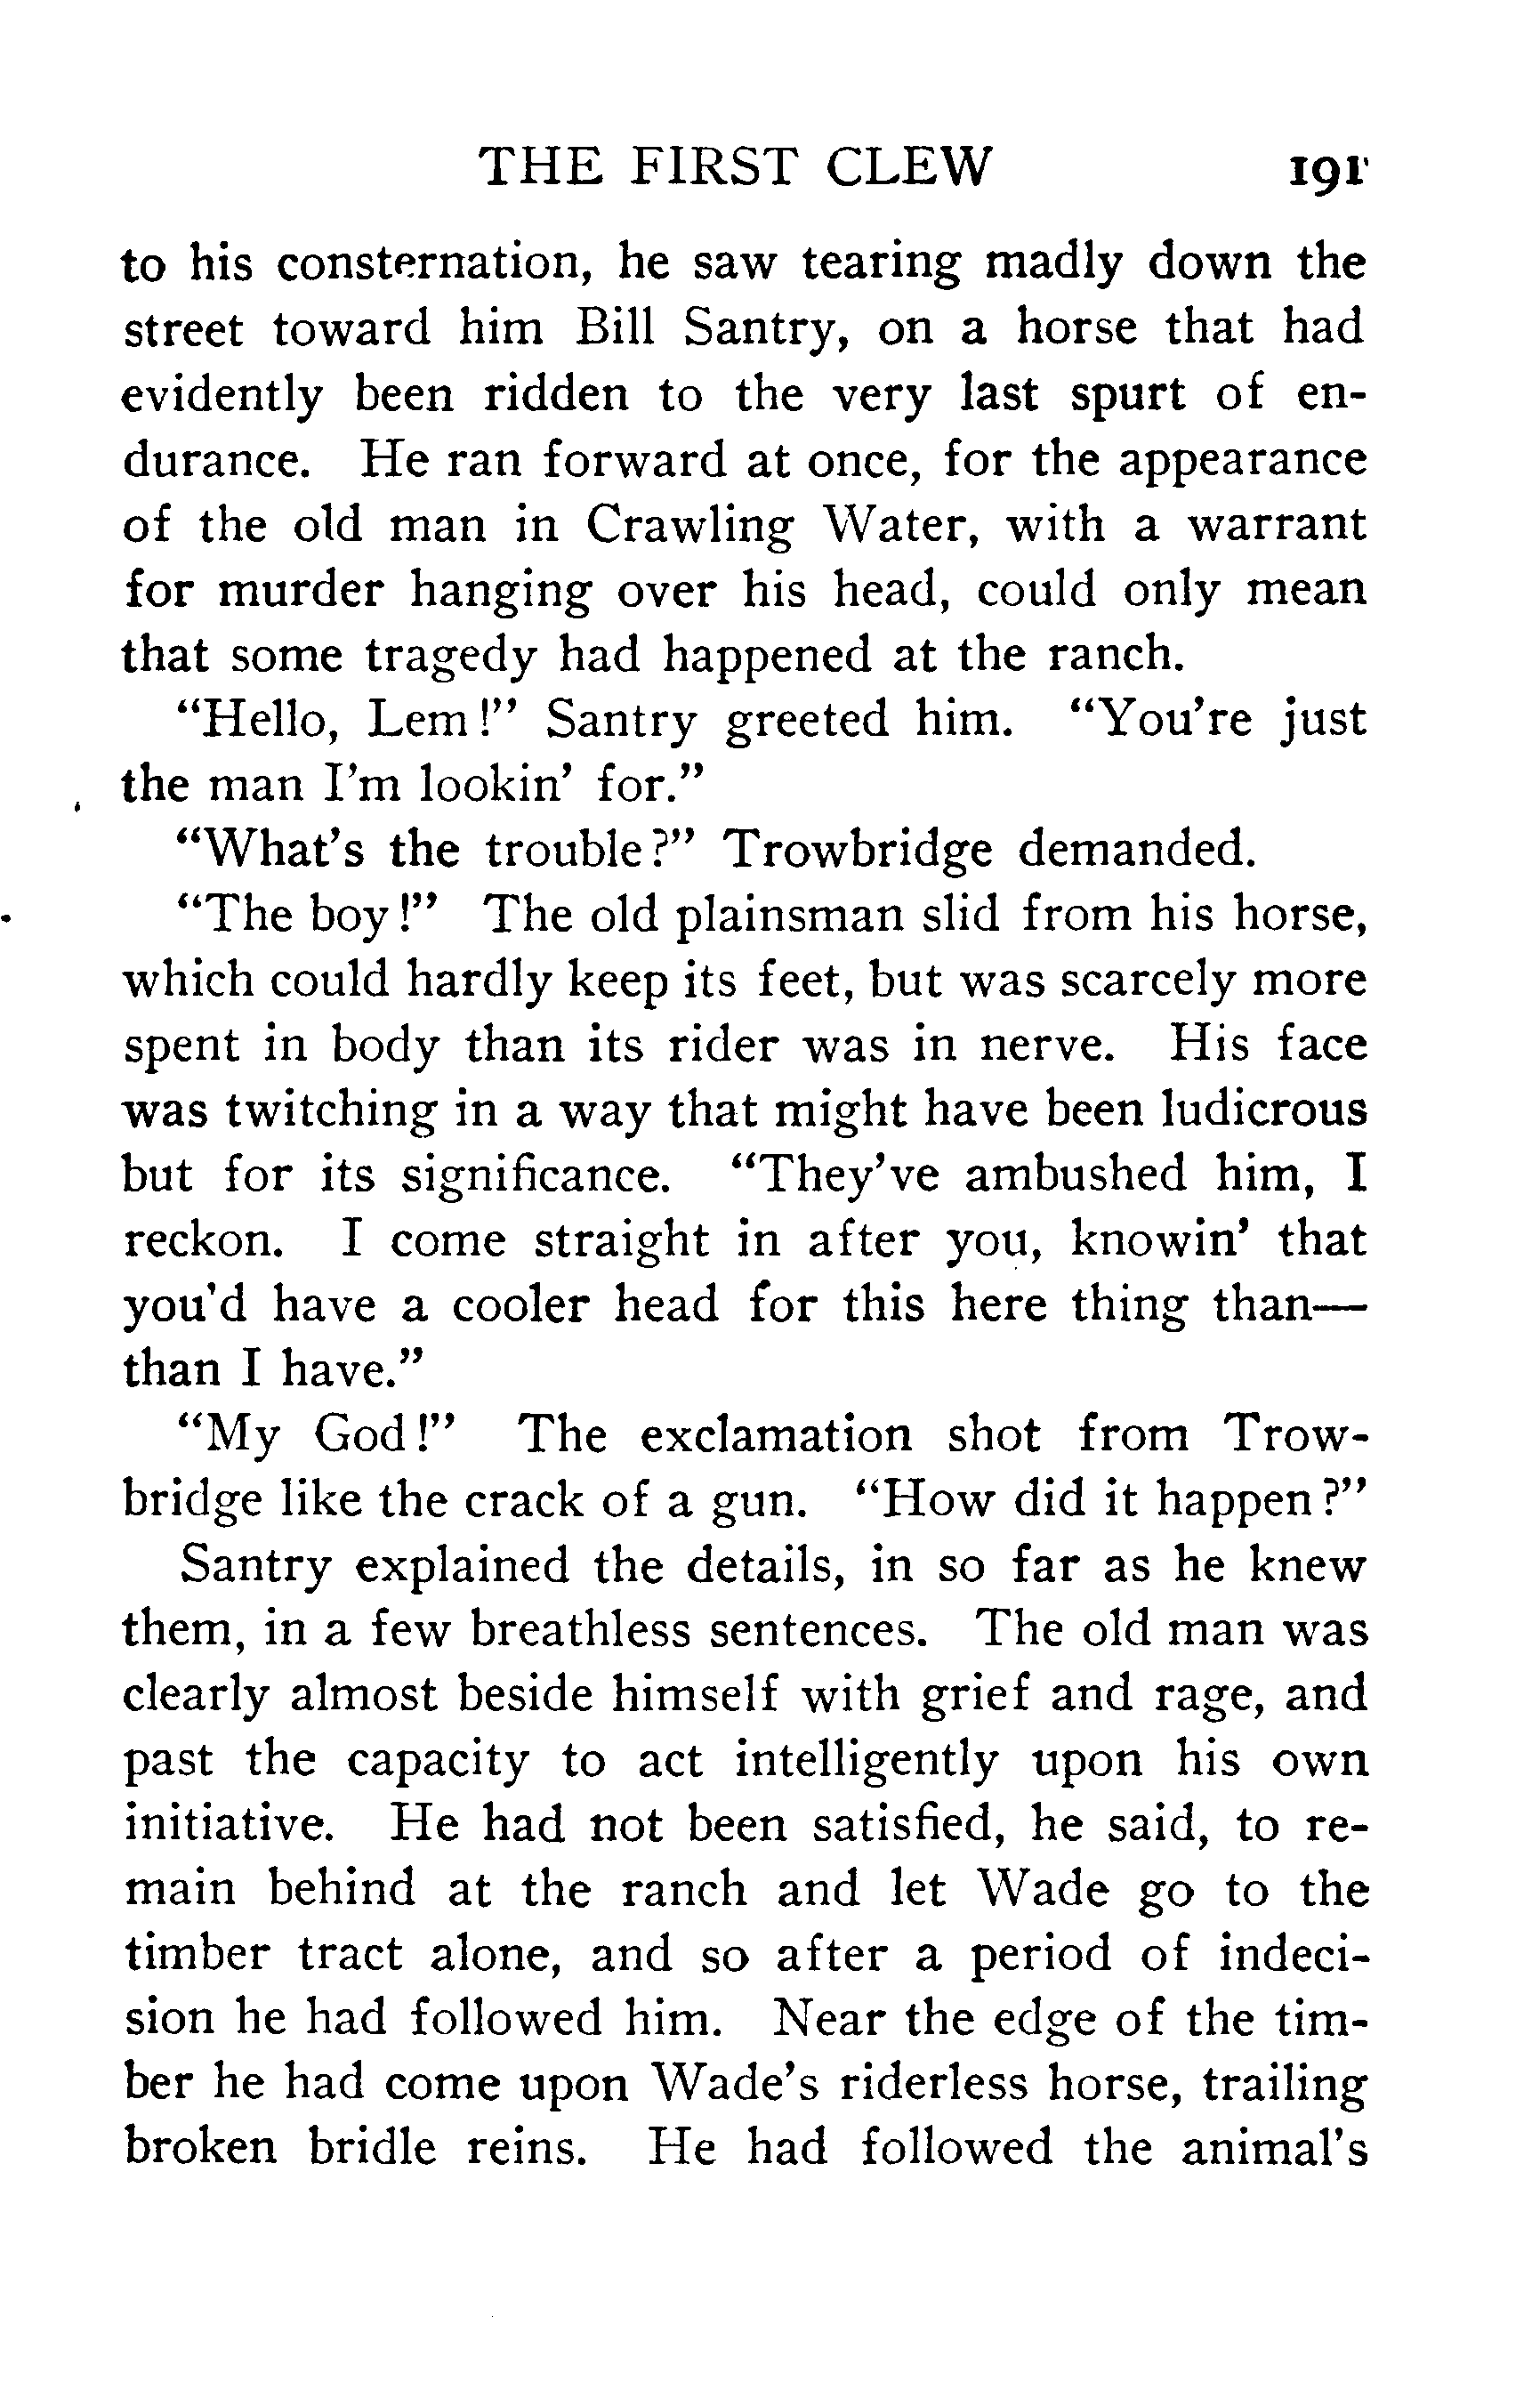 THE FIRST CLEW 191
to his consternation, he saw tearing madly down the
street toward him Bill Santry, on a horse that had
evidently been ridden to the very last spurt of en-
durance. He ran forward at once, for the appearance
of the old man in Crawling Water, with a warrant
for murder hanging over his head, could only mean
that some tragedy had happened at the ranch.
"Hello, Lem!" Santry greeted him. "You're just
the man I'm lookin' for."
"What's the trouble?" Trowbridge demanded.
"The boy!" The old plainsman slid from his horse,
which could hardly keep its feet, but was scarcely more
spent in body than its rider was in nerve. His face
was twitching in a way that might have been ludicrous
but for its significance. "They've ambushed him, I
reckon. I come straight in after you, knowin' that
you'd have a cooler head for this here thing than—
than I have."
"My God!" The exclamation shot from Trow-
bridge like the crack of a gun. "How did it happen?"
Santry explained the details, in so far as he knew
them, in a few breathless sentences. The old man was
clearly almost beside himself with grief and rage, and
past the capacity to act intelligently upon his own
initiative. He had not been satisfied, he said, to re-
main behind at the ranch and let Wade go to the
timber tract alone, and so after a period of indeci-
sion he had followed him. Near the edge of the tim-
ber he had come upon Wade's riderless horse, trailing
broken bridle reins. He had followed the animal's